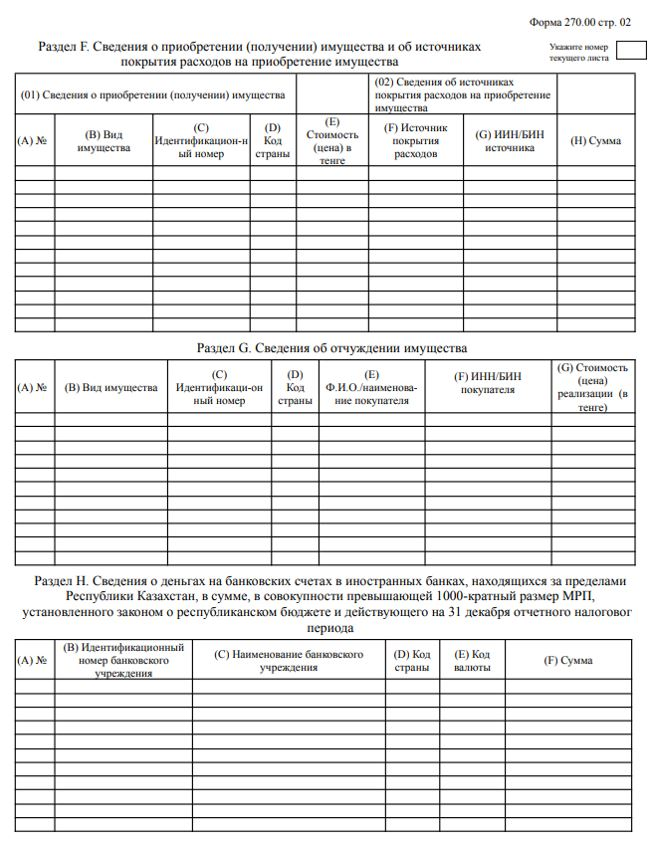 Форма 270.00 стр. 02
Раздел F. Сведения о приобретении (получении) имущества и об источниках
покрытия расходов на приобретение имущества
Укажите номер
текущего листа
(01) Сведения о приобретении (получении) имущества
(02) Сведения об источниках
покрытия расходов на приобретение
имущества
(A) №
(B) Вид
имущества
(C)
Идентификацион-н
ый номер
(D)
Код
страны
(E)
Стоимость
(цена) в
тенге
(F) Источник
покрытия
расходов
(G) ИИН/БИН
источника
(H) Сумма
Раздел G. Сведения об отчуждении имущества
(A) №
(B) Вид имущества
(C)
Идентификаци-он
ный номер
(D)
Код
страны
(E)
Ф.И.О./наименова-
ние покупателя
(F) ИНН/БИН
покупателя
(G) Стоимость
(цена)
реализации (в
тенге)
Раздел H. Сведения о деньгах на банковских счетах в иностранных банках, находящихся за пределами
Республики Казахстан, в сумме, в совокупности превышающей 1000-кратный размер МРП,
установленного законом о республиканском бюджете и действующего на 31 декабря отчетного налоговог
периода
(A) №
(B) Идентификационный
номер банковского
учреждения
(C) Наименование банковского
учреждения
(D) Код
страны
(E) Код
валюты
(F) Сумма